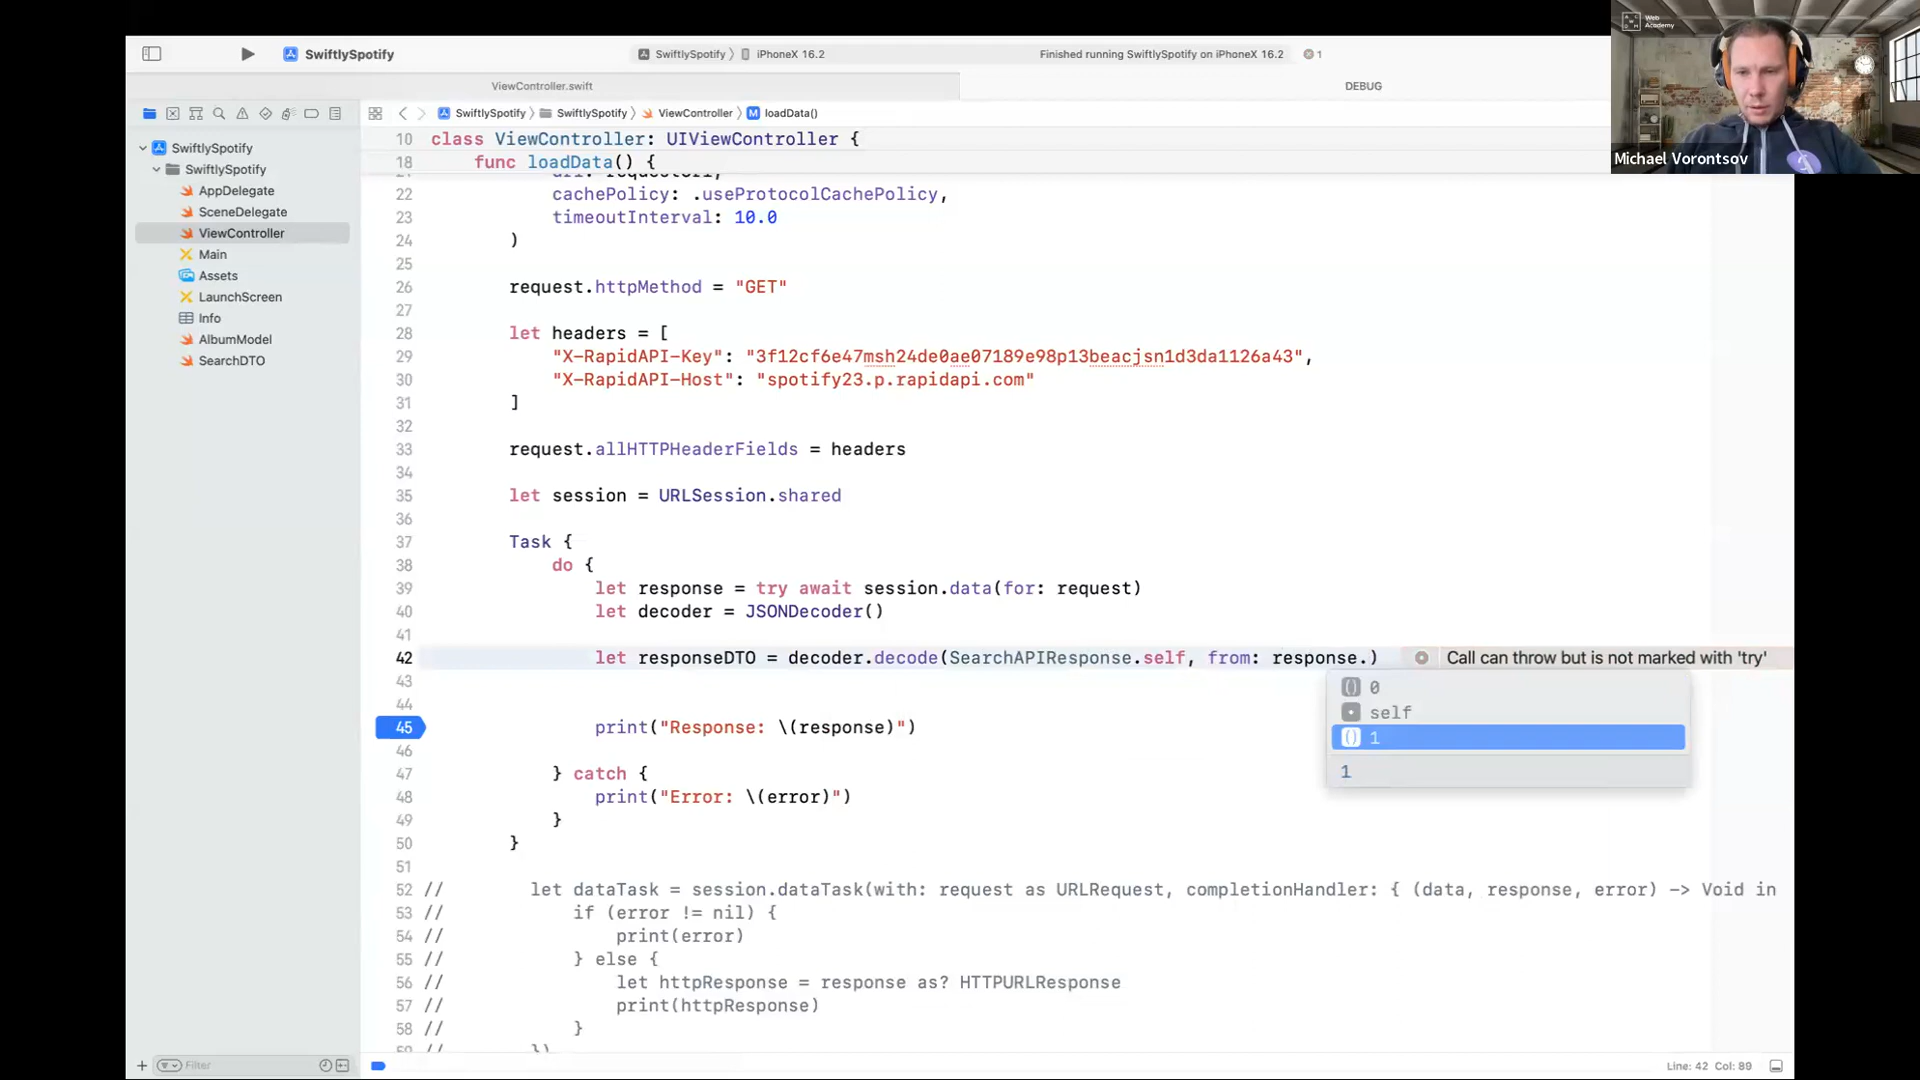 Web
Academy
SwiftlySpotify
SwiftlySpotify
iPhoneX 16.2
Finished running SwiftlySpotify on iPhoneX 16.2
1
Michael Vorontsov
ViewController.swift
DEBUG
SwiftlySpotify
SwiftlySpotify
ViewController
loadData()
SwiftlySpotify
SwiftlySpotify
AppDelegate
SceneDelegate
ViewController
Main
Assets
LaunchScreen
Info
AlbumModel
SearchDTO
10 class ViewController: UIViewController {
18 func loadData() {
22 cachePolicy: .useProtocolCachePolicy,
23 timeoutInterval: 10.0
24 )
25
26 request.httpMethod = "GET"
27
28 let headers = [
29 "X-RapidAPI-Key": "3f12cf6e47msh24de0ae07189e98p13beacjsn1d3da1126a43",
30 "X-RapidAPI-Host": "spotify23.p.rapidapi.com"
31 ]
32
33 request.allHTTPHeaderFields = headers
34
35 let session = URLSession.shared
36
37 Task {
38 do {
39 let response = try await session.data(for: request)
40 let decoder = JSONDecoder()
41
42 let responseDTO = decoder.decode(SearchAPIResponse.self, from: response.) Call can throw but is not marked with 'try'
43
44
45 print("Response: \(response)")
46
47 } catch {
48 print("Error: \(error)")
49 }
50 }
51
52 // let dataTask = session.dataTask(with: request as URLRequest, completionHandler: { (data, response, error) -> Void in
53 // if (error != nil) {
54 // print(error)
55 // } else {
56 // let httpResponse = response as? HTTPURLResponse
57 // print(httpResponse)
58 // }
59 // })
() 0
self
() 1
1
Filter
Line: 42 Col: 89